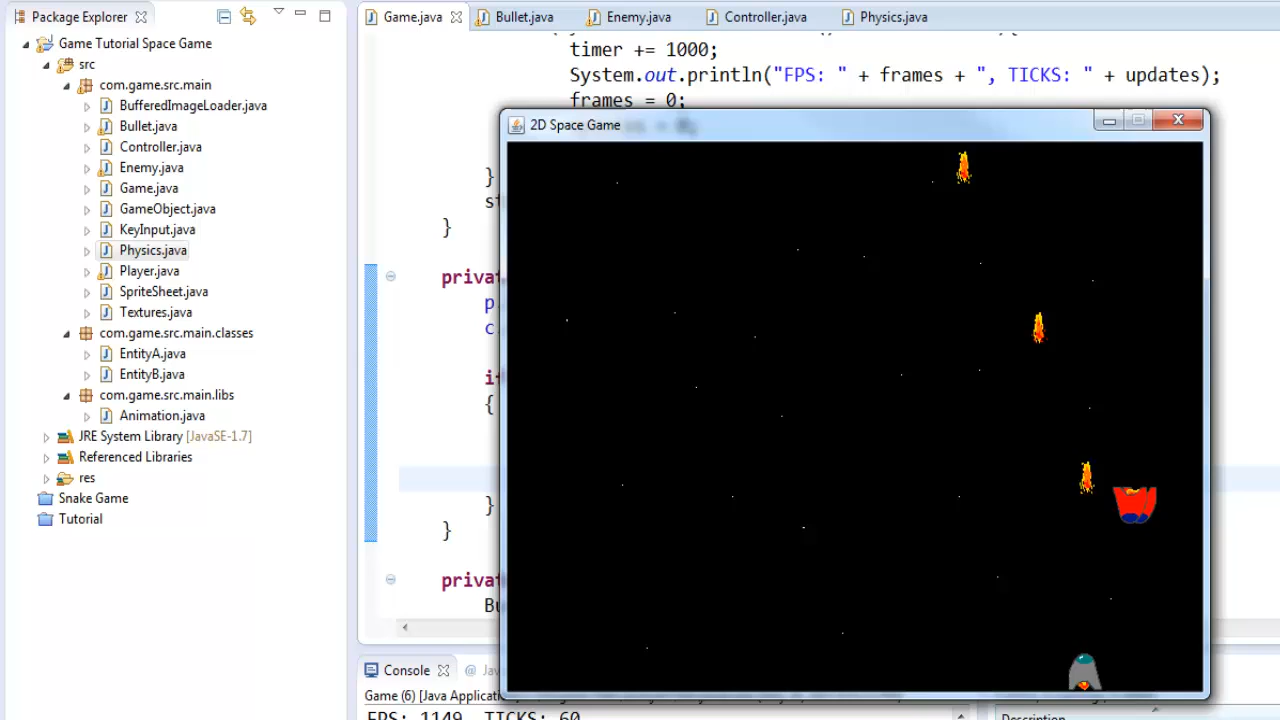 Package Explorer
Game Tutorial Space Game
src
com.game.src.main
BufferedImageLoader.java
Bullet.java
Controller.java
Enemy.java
Game.java
GameObject.java
KeyInput.java
Physics.java
Player.java
SpriteSheet.java
Textures.java
com.game.src.main.classes
EntityA.java
EntityB.java
com.game.src.main.libs
Animation.java
JRE System Library [JavaSE-1.7]
Referenced Libraries
res
Snake Game
Tutorial
Game.java Bullet.java Enemy.java Controller.java Physics.java
timer += 1000;
System.out.println("FPS: " + frames + ", TICKS: " + updates);
frames = 0;
}
}
}
}
{
2D Space Game
Console
Game (6) [Java Application]
FPS: 1149, TICKS: 60
Description